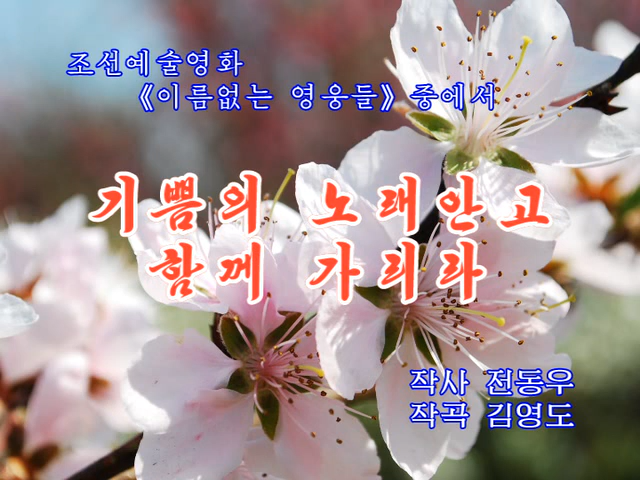 조선예술영화
《이름없는 영웅들》중에서
기쁨의 노래안고
함께 가리라
작사 전동우
작곡 김영도